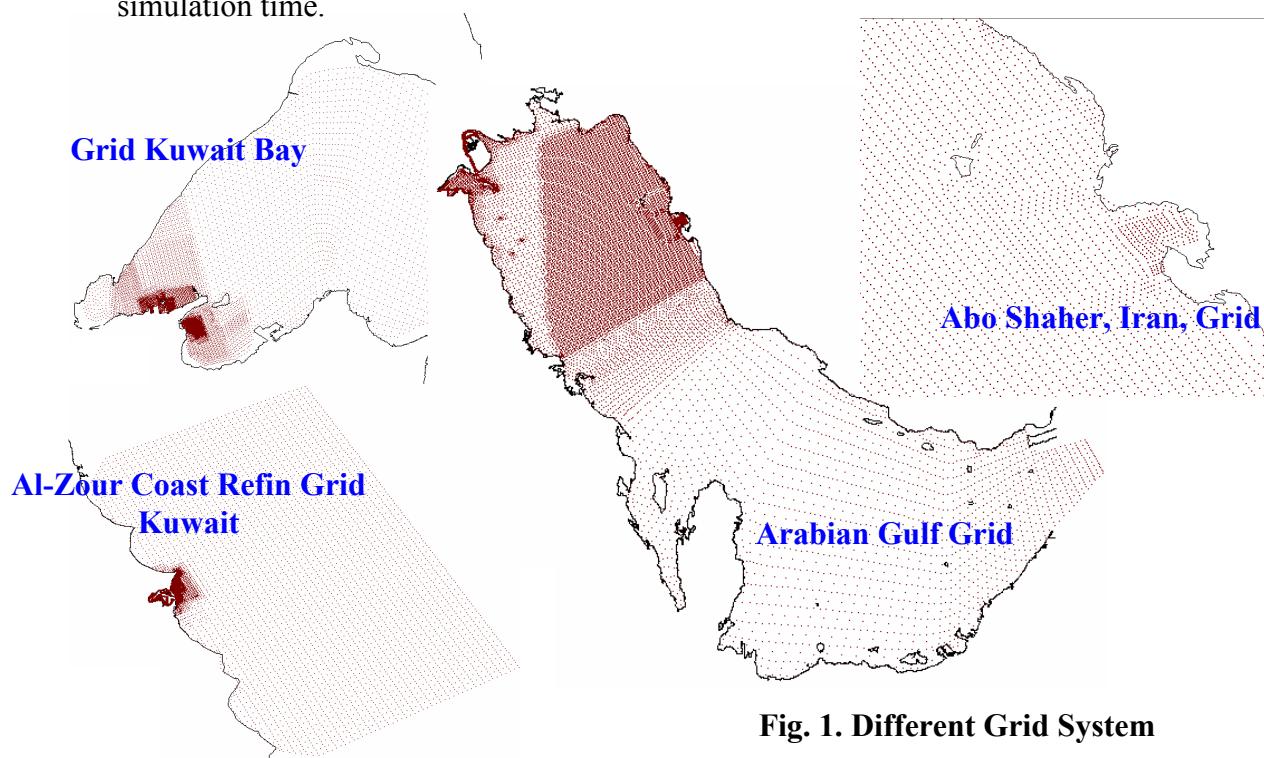 simulation time.
Grid Kuwait Bay
Abo Shaher, Iran, Grid
Al-Zour Coast Refin Grid
Kuwait
Arabian Gulf Grid
Fig. 1. Different Grid System